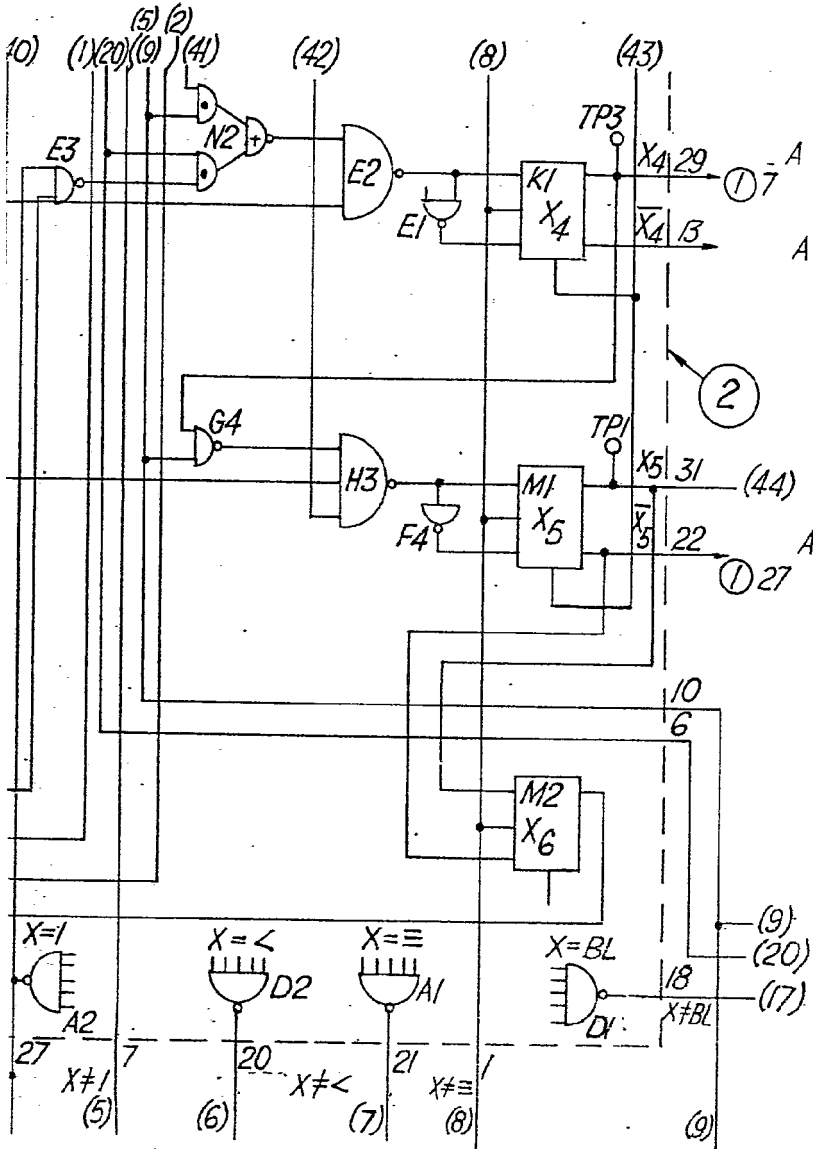 (5) (2)
40) (1) (20) (9) (41) (42) (8) (43)
TP3
N2
+
E3
E2
K1
X4
X4 29 A
① 7
E1
X̅4 13
A
2
G4
TP1
H3
M1
X5
X5 31 (44)
F4
X̅5 22 A
① 27
10
6
M2
X6
(9)
X=1 X=< X=≡ X=BL
(20)
18 (17)
A2 D2 A1 D1 X≠BL
27 7 20 21 1
X≠1 X≠< X≠≡
(5) (6) (7) (8) (9)